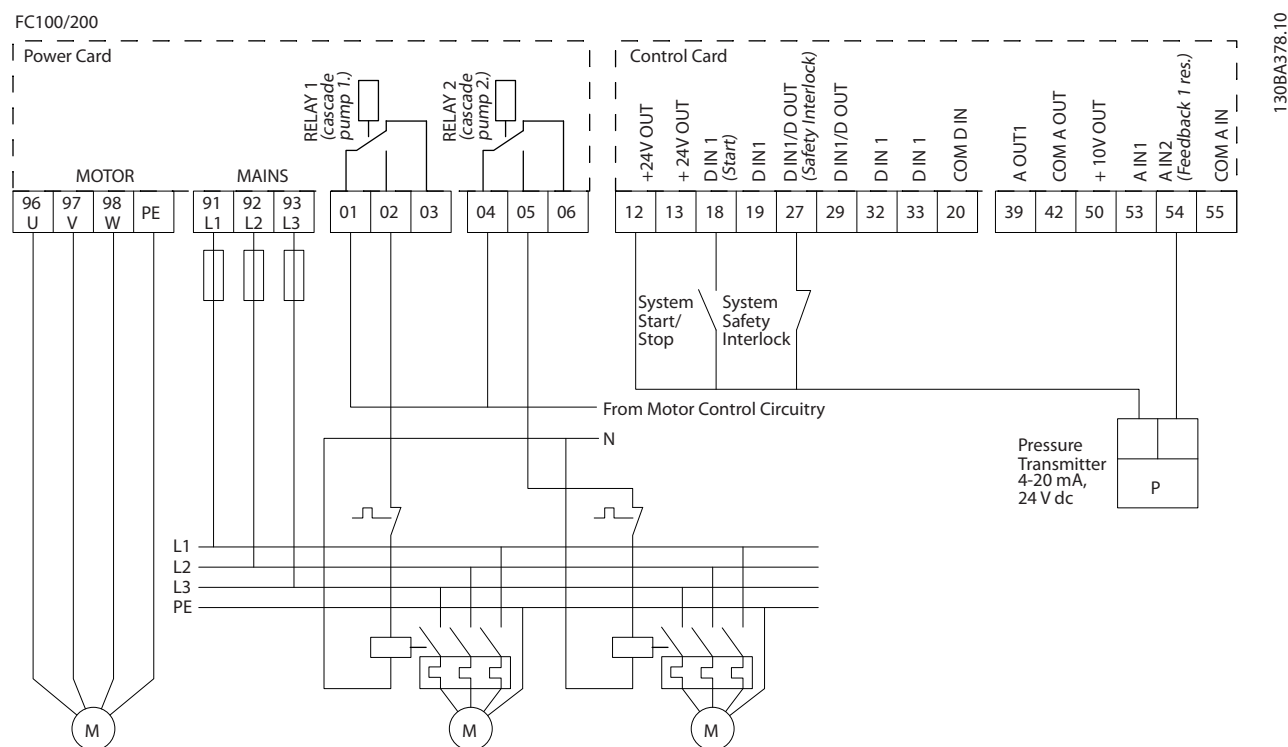 FC100/200
130BA378.10
Power Card
Control Card
RELAY 1
(cascade
pump 1.)
RELAY 2
(cascade
pump 2.)
+24V OUT
+ 24V OUT
D IN 1
(Start)
D IN1
DIN1/D OUT
(Safety Interlock)
DIN1/D OUT
D IN 1
D IN 1
COM D IN
A OUT1
COM A OUT
+ 10V OUT
A IN1
A IN2
(Feedback 1 res.)
COM A IN
MOTOR
MAINS
96 97 98 PE 91 92 93 01 02 03 04 05 06 12 13 18 19 27 29 32 33 20 39 42 50 53 54 55
U V W L1 L2 L3
System
Start/
Stop
System
Safety
Interlock
From Motor Control Circuitry
N
Pressure
Transmitter
4-20 mA,
24 V dc
P
L1
L2
L3
PE
M M M